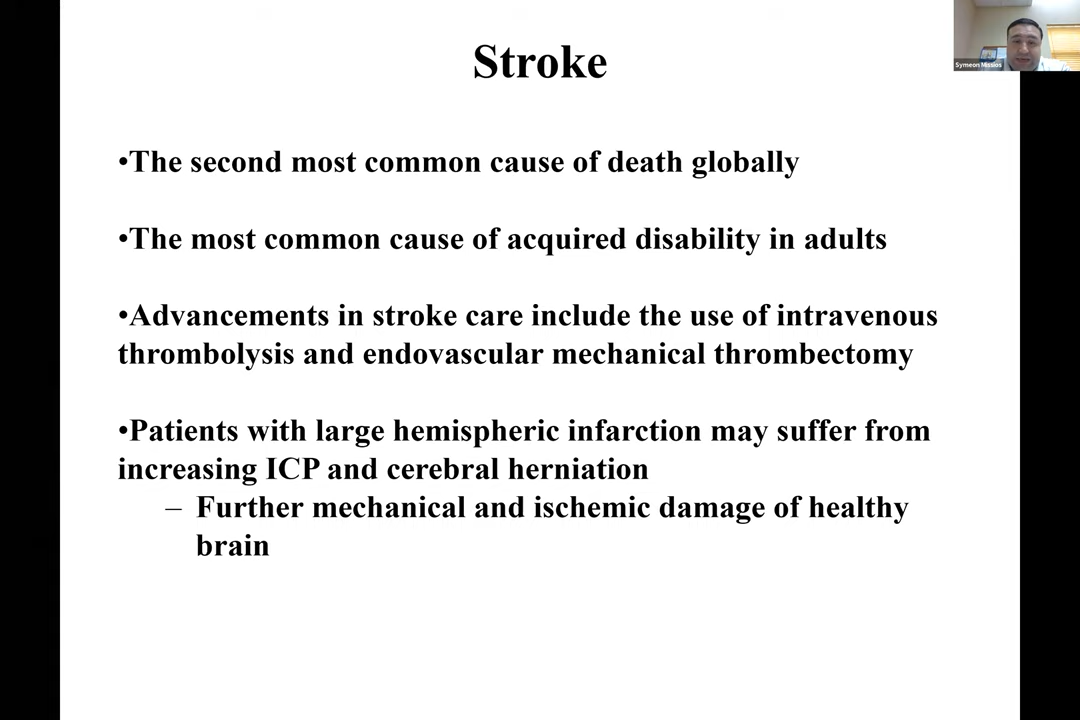 Symeon Missios
Stroke
•The second most common cause of death globally
•The most common cause of acquired disability in adults
•Advancements in stroke care include the use of intravenous
thrombolysis and endovascular mechanical thrombectomy
•Patients with large hemispheric infarction may suffer from
increasing ICP and cerebral herniation
– Further mechanical and ischemic damage of healthy
brain